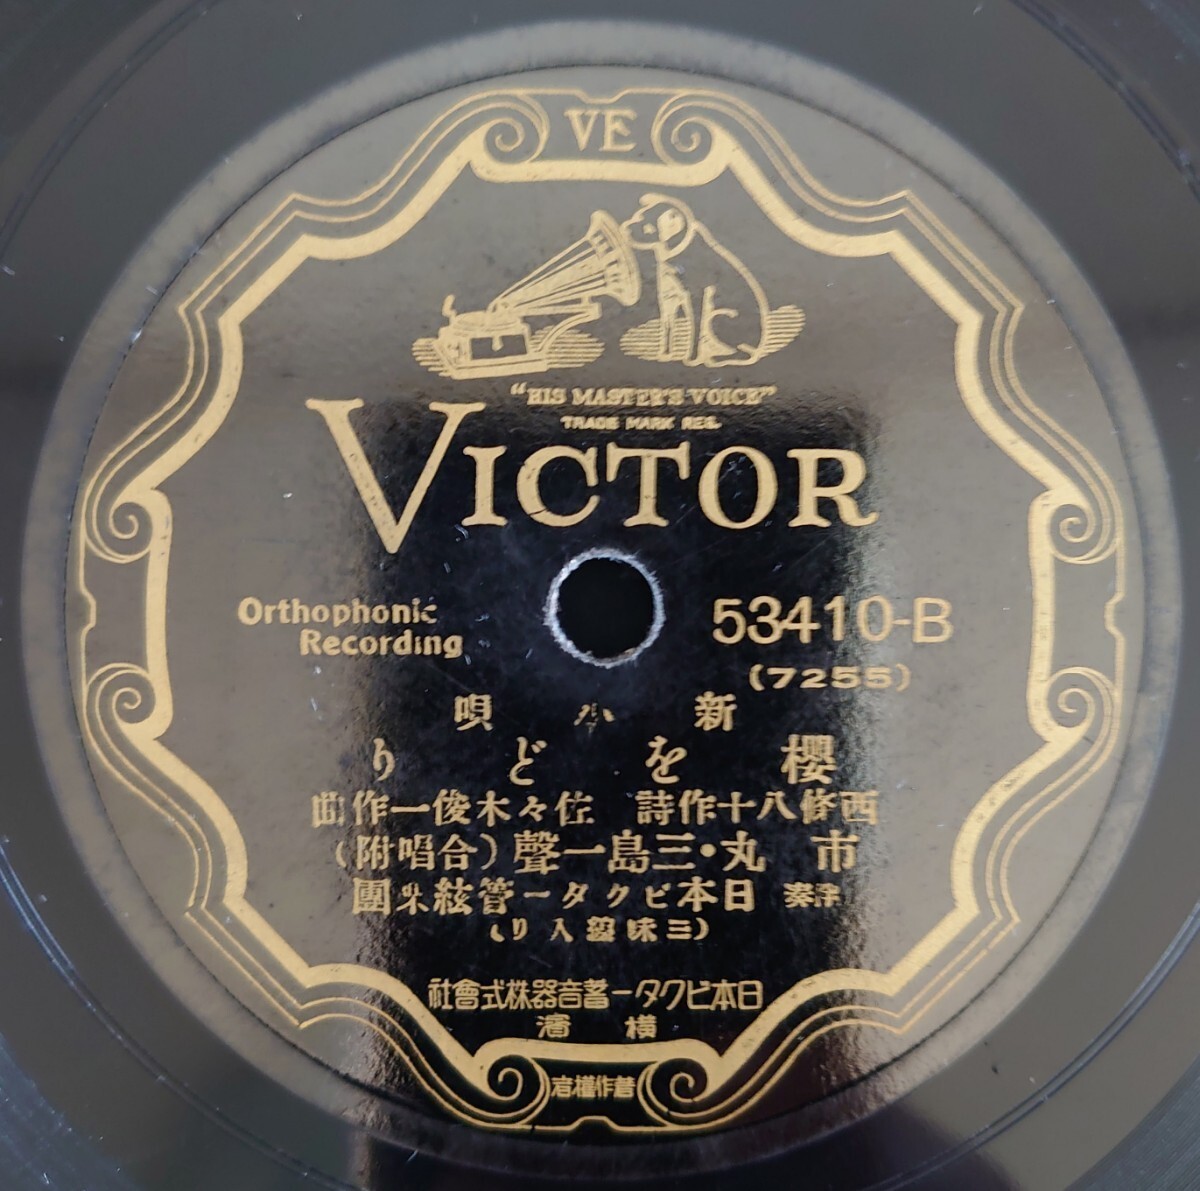 VE
"HIS MASTER'S VOICE"
TRADE MARK REG.
VICTOR
Orthophonic
Recording
53410-B
(7255)
新小唄
櫻をどり
西條八十作詩 佐々木俊一作曲
市丸・三島一聲(合唱附)
伴奏 日本ビクター管絃樂團
(三味線入り)
日本ビクター蓄音器株式會社
横濱
著作權